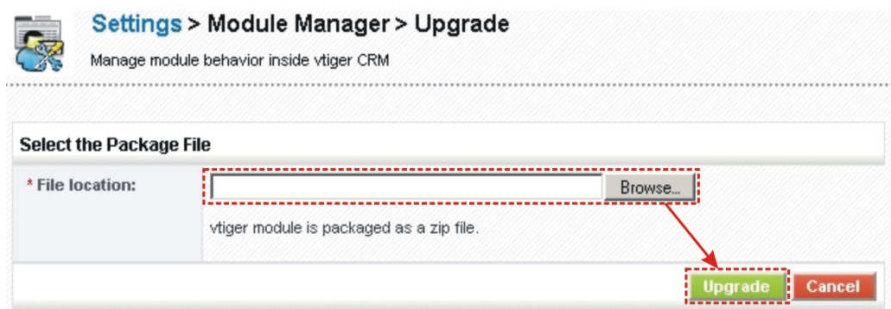 Settings > Module Manager > Upgrade
Manage module behavior inside vtiger CRM
Select the Package File
* File location:
Browse...
vtiger module is packaged as a zip file.
Upgrade Cancel